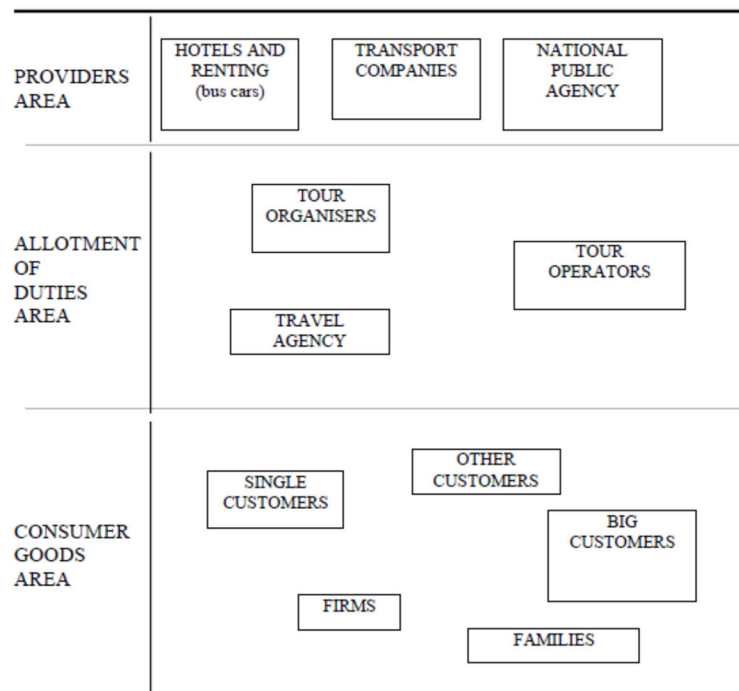 PROVIDERS
AREA
HOTELS AND
RENTING
(bus cars)
TRANSPORT
COMPANIES
NATIONAL
PUBLIC
AGENCY
ALLOTMENT
OF
DUTIES
AREA
TOUR
ORGANISERS
TOUR
OPERATORS
TRAVEL
AGENCY
CONSUMER
GOODS
AREA
SINGLE
CUSTOMERS
OTHER
CUSTOMERS
BIG
CUSTOMERS
FIRMS
FAMILIES